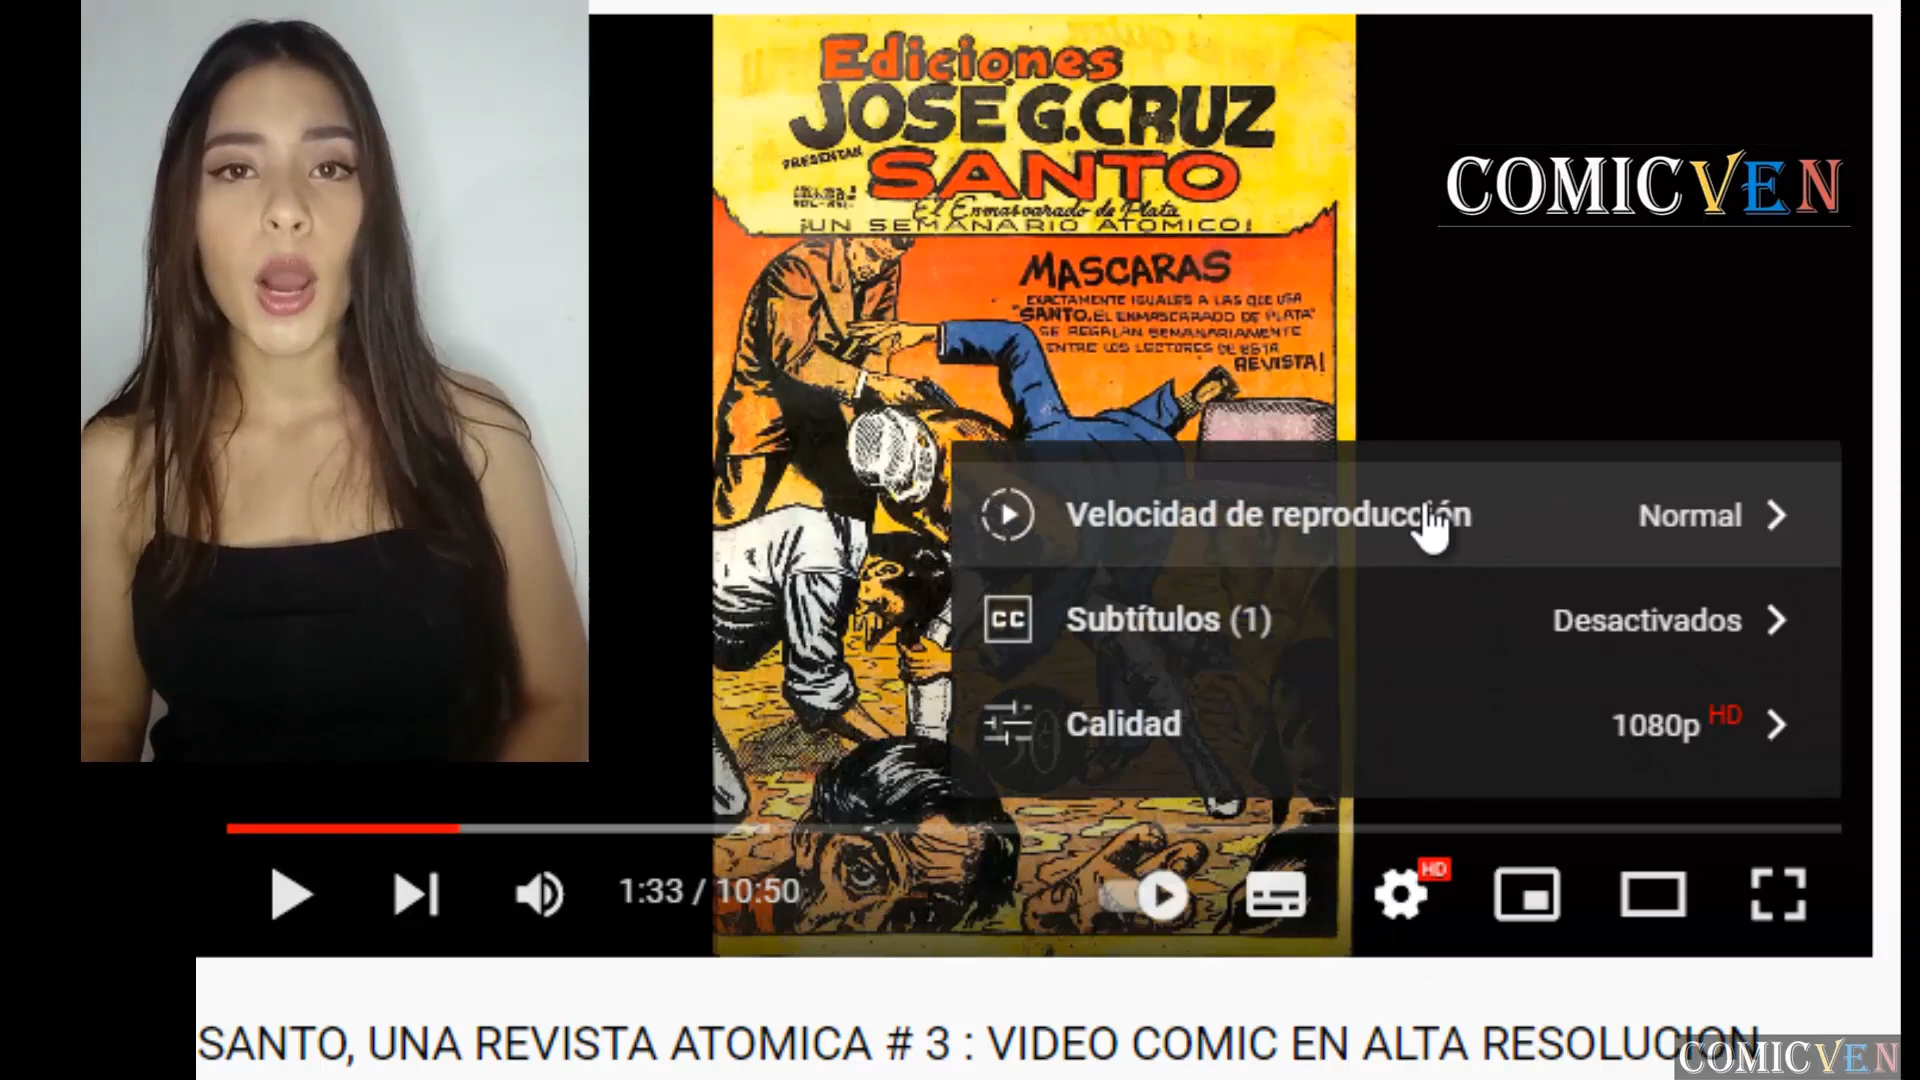 Ediciones
JOSE G. CRUZ
PRESENTAN
SANTO
El Enmascarado de Plata
¡UN SEMANARIO ATOMICO!
MASCARAS
EXACTAMENTE IGUALES A LAS QUE USA
"SANTO, EL ENMASCARADO DE PLATA"
SE REGALAN SEMANARIAMENTE
ENTRE LOS LECTORES DE ESTA
REVISTA!
COMICVEN
Velocidad de reproducción Normal
Subtítulos (1) Desactivados
Calidad 1080p HD
1:33 / 10:50
HD
SANTO, UNA REVISTA ATOMICA # 3 : VIDEO COMIC EN ALTA RESOLUCION
COMICVEN